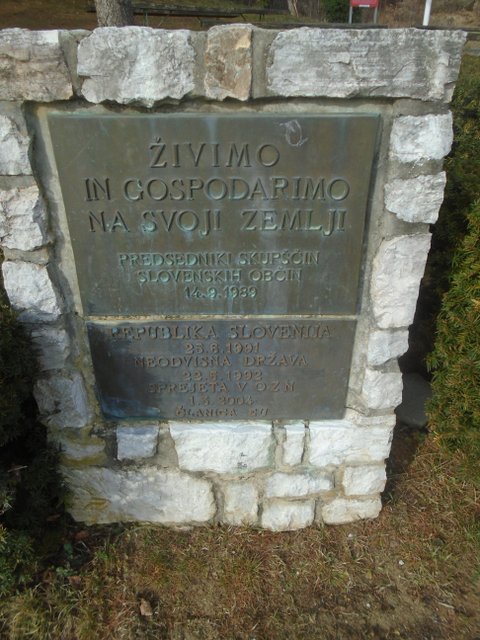 ŽIVIMO
IN GOSPODARIMO
NA SVOJI ZEMLJI
PREDSEDNIKI SKUPŠČIN
SLOVENSKIH OBČIN
14.9.1989
REPUBLIKA SLOVENIJA
25.6.1991
NEODVISNA DRŽAVA
22.5.1992
SPREJETA V OZN
1.5.2004
ČLANICA EU